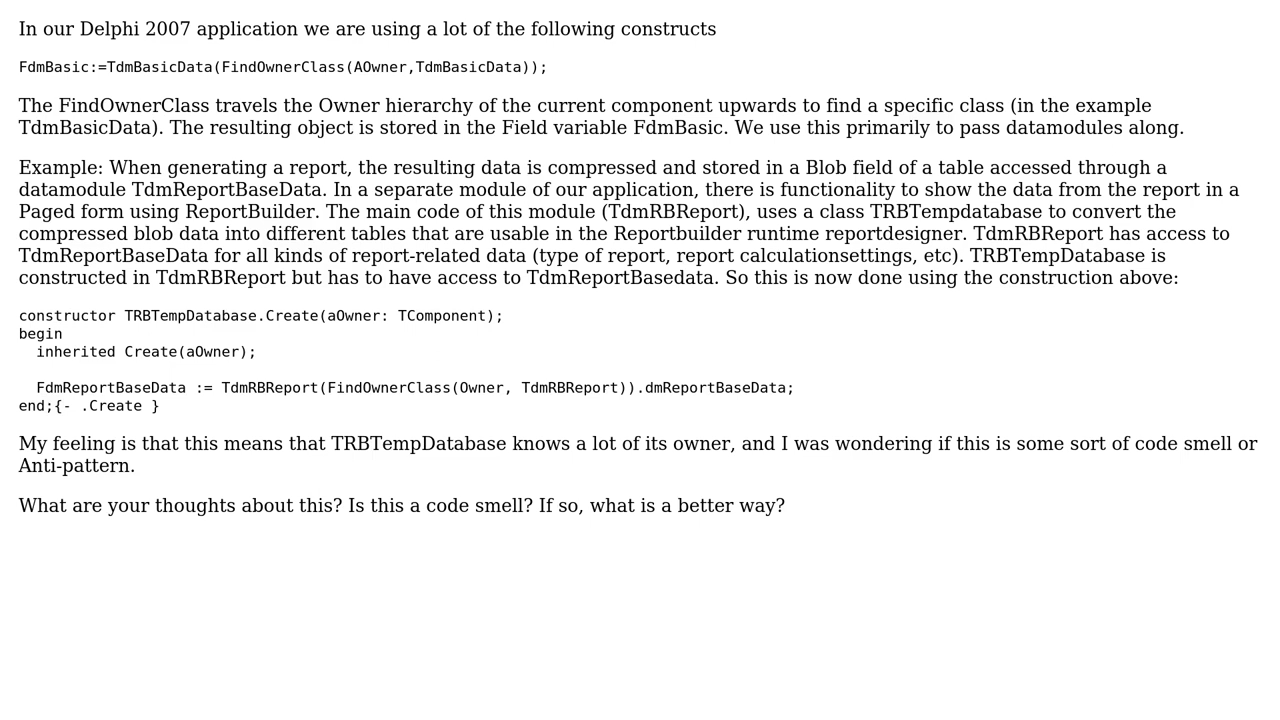 In our Delphi 2007 application we are using a lot of the following constructs
FdmBasic:=TdmBasicData(FindOwnerClass(AOwner,TdmBasicData));
The FindOwnerClass travels the Owner hierarchy of the current component upwards to find a specific class (in the example
TdmBasicData). The resulting object is stored in the Field variable FdmBasic. We use this primarily to pass datamodules along.
Example: When generating a report, the resulting data is compressed and stored in a Blob field of a table accessed through a
datamodule TdmReportBaseData. In a separate module of our application, there is functionality to show the data from the report in a
Paged form using ReportBuilder. The main code of this module (TdmRBReport), uses a class TRBTempdatabase to convert the
compressed blob data into different tables that are usable in the Reportbuilder runtime reportdesigner. TdmRBReport has access to
TdmReportBaseData for all kinds of report-related data (type of report, report calculationsettings, etc). TRBTempDatabase is
constructed in TdmRBReport but has to have access to TdmReportBasedata. So this is now done using the construction above:
constructor TRBTempDatabase.Create(aOwner: TComponent);
begin
  inherited Create(aOwner);
  FdmReportBaseData := TdmRBReport(FindOwnerClass(Owner, TdmRBReport)).dmReportBaseData;
end;{- .Create }
My feeling is that this means that TRBTempDatabase knows a lot of its owner, and I was wondering if this is some sort of code smell or
Anti-pattern.
What are your thoughts about this? Is this a code smell? If so, what is a better way?